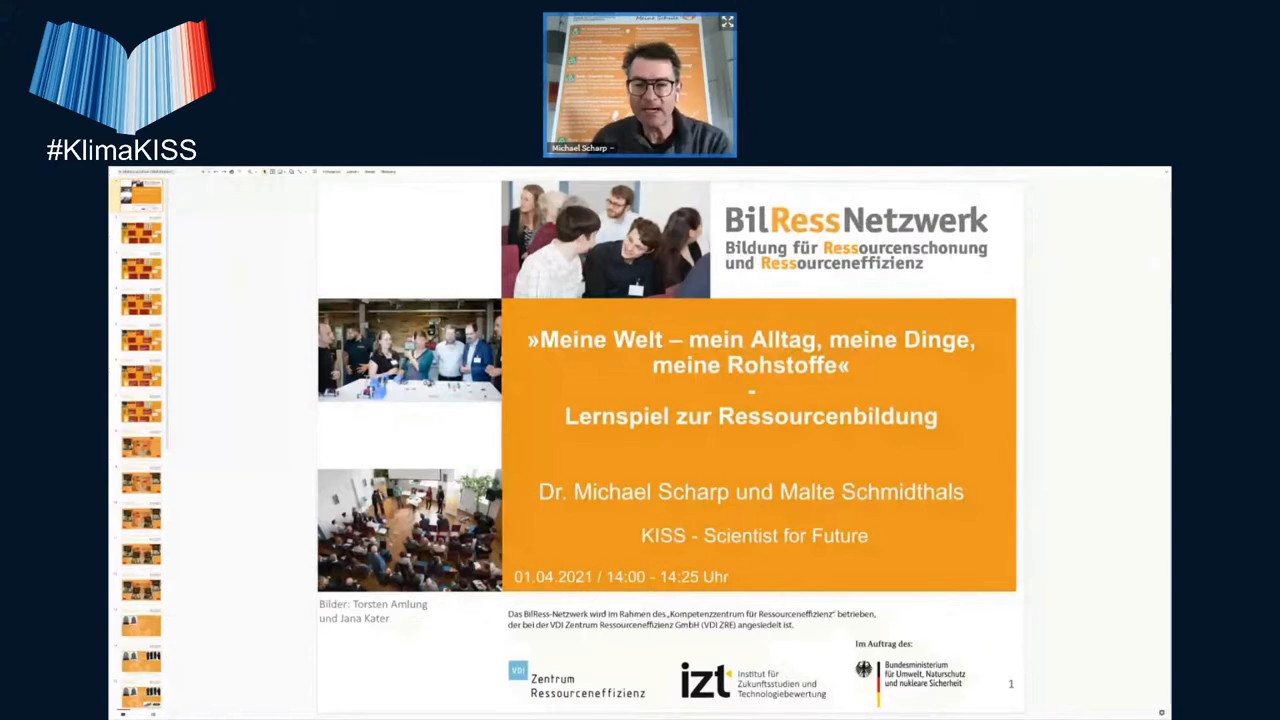 Meine Schule
Michael Scharp
#KlimaKISS
BilRessNetzwerk
Bildung für Ressourcenschonung
und Ressourceneffizienz
»Meine Welt – mein Alltag, meine Dinge,
meine Rohstoffe«
-
Lernspiel zur Ressourcenbildung
Dr. Michael Scharp und Malte Schmidthals
KISS - Scientist for Future
01.04.2021 / 14:00 - 14:25 Uhr
Bilder: Torsten Amlung
und Jana Kater
Das BilRess-Netzwerk wird im Rahmen des „Kompetenzzentrum für Ressourceneffizienz“ betrieben,
der bei der VDI Zentrum Ressourceneffizienz GmbH (VDI ZRE) angesiedelt ist.
Im Auftrag des:
VDI
Zentrum
Ressourceneffizienz
izt
Institut für
Zukunftsstudien und
Technologiebewertung
Bundesministerium
für Umwelt, Naturschutz
und nukleare Sicherheit
1